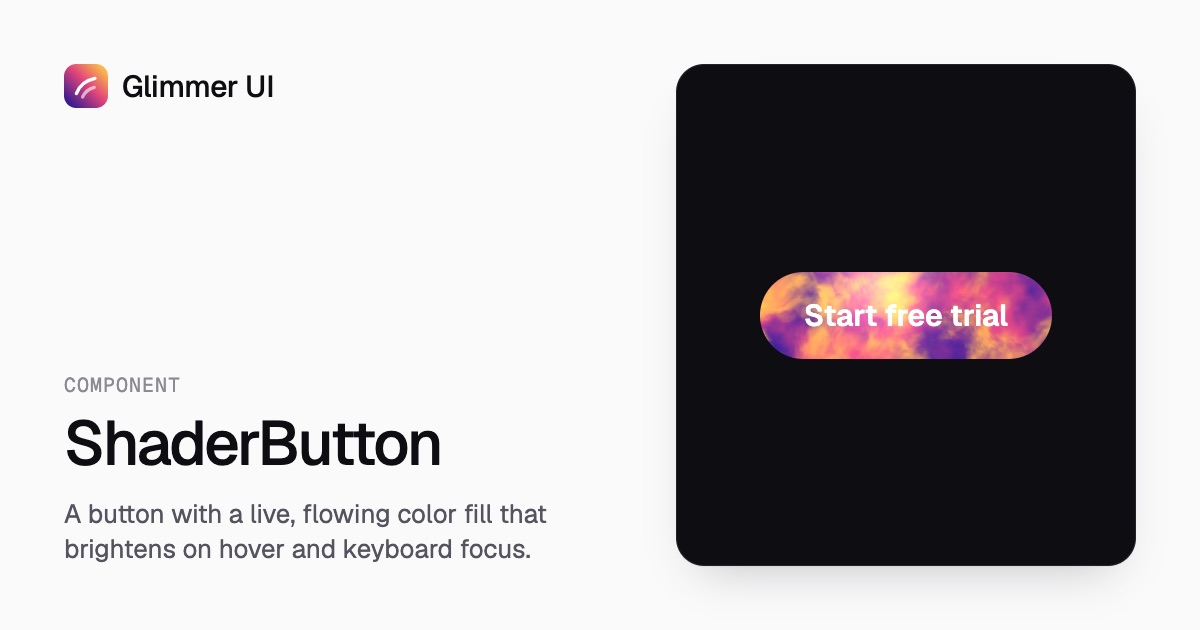 Glimmer UI
COMPONENT
ShaderButton
A button with a live, flowing color fill that
brightens on hover and keyboard focus.
Start free trial